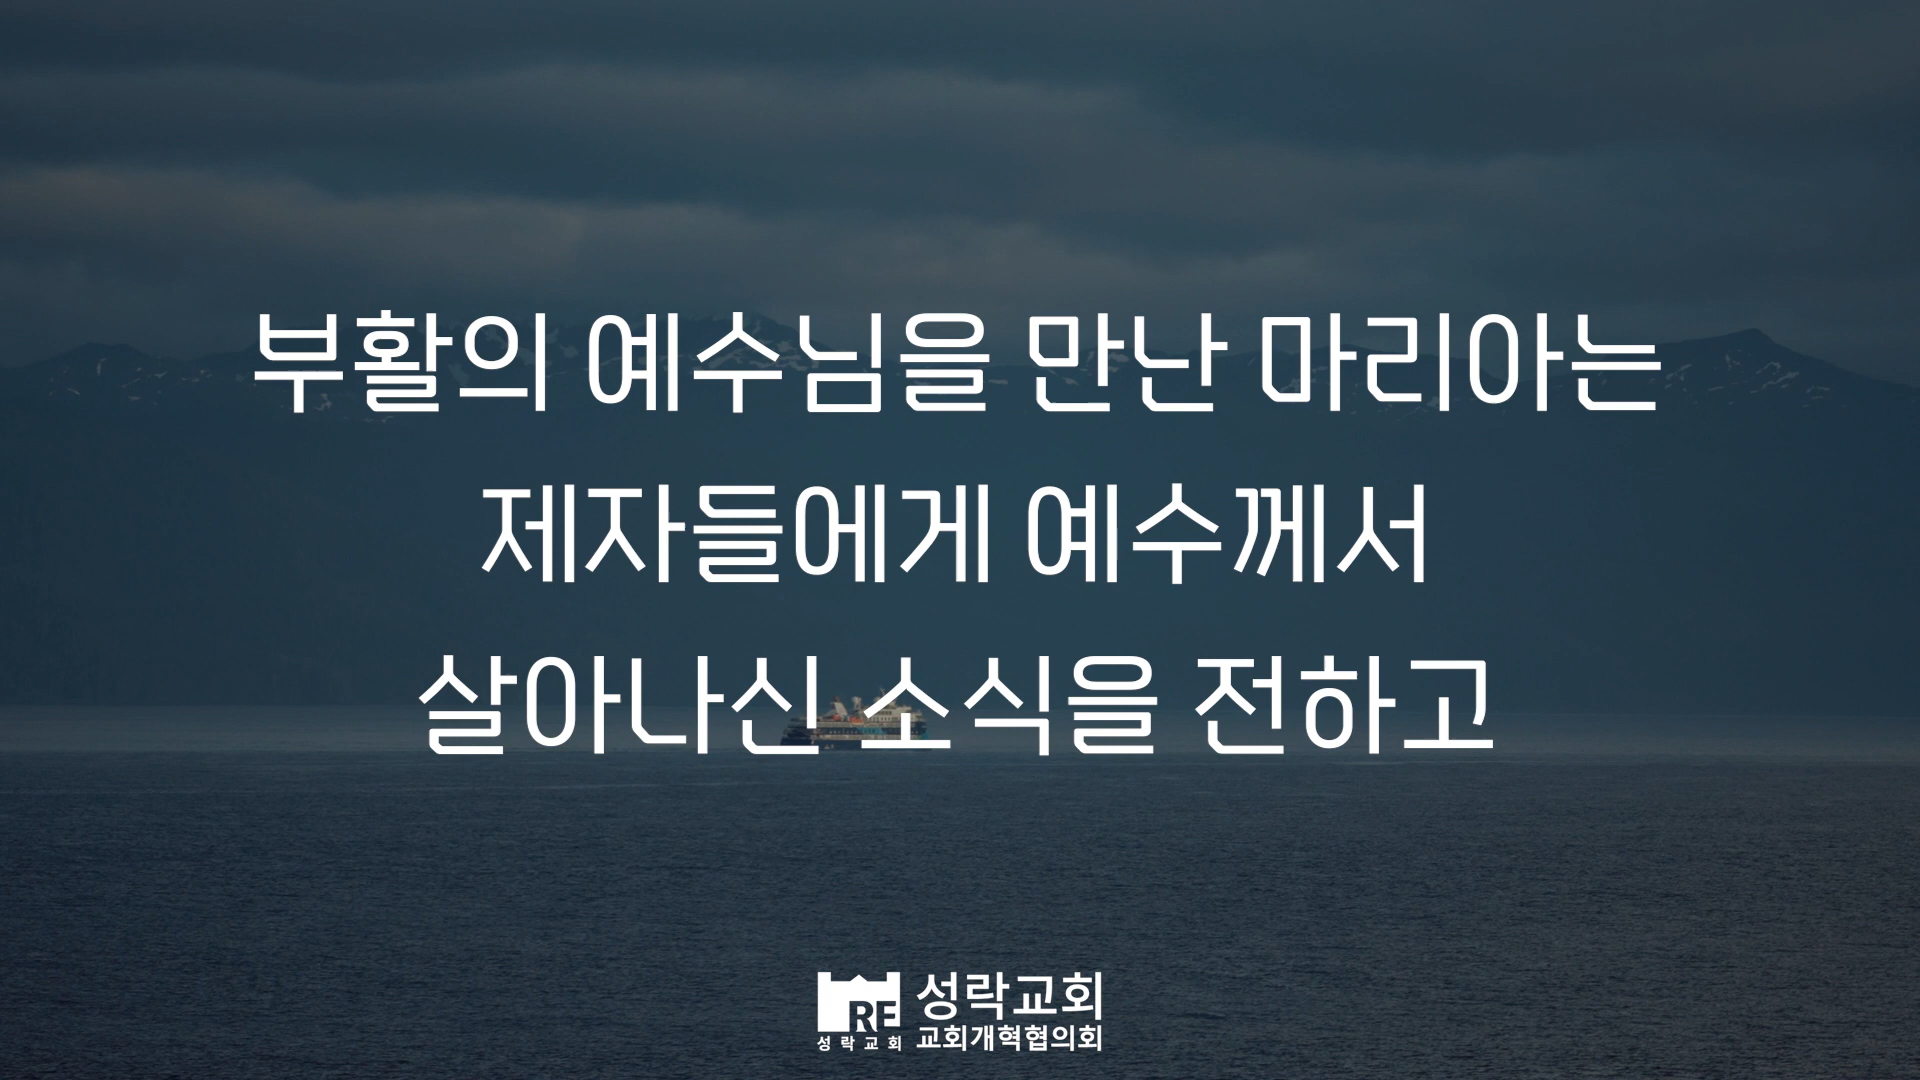 부활의 예수님을 만난 마리아는
제자들에게 예수께서
살아나신 소식을 전하고
RE
성락교회
성락교회
교회개혁협의회